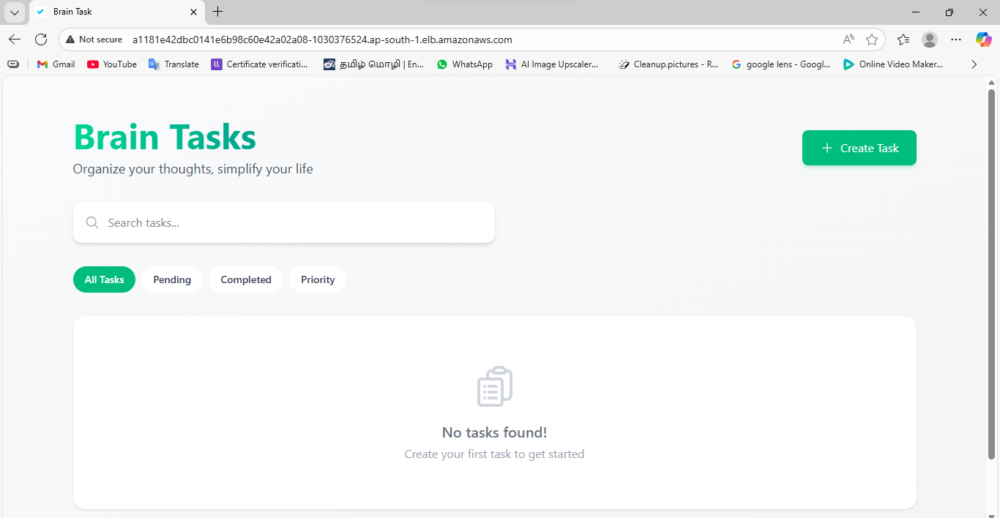 Brain Task
Not secure a1181e42dbc0141e6b98c60e42a02a08-1030376524.ap-south-1.elb.amazonaws.com
Gmail YouTube Translate Certificate verificati... தமிழ் மொழி | En... WhatsApp AI Image Upscaler... Cleanup.pictures - R... google lens - Googl... Online Video Maker...
Brain Tasks
Create Task
Organize your thoughts, simplify your life
Search tasks...
All Tasks Pending Completed Priority
No tasks found!
Create your first task to get started